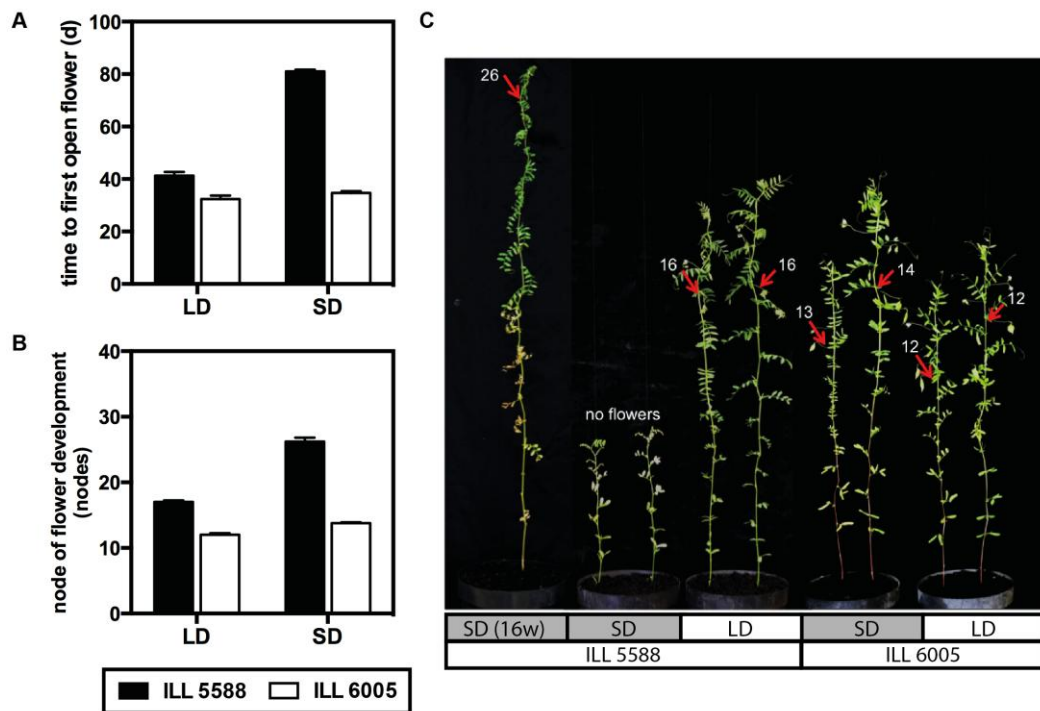 A
time to first open flower (d)
100
80
60
40
20
0
LD SD
B
node of flower development
(nodes)
40
30
20
10
0
LD SD
ILL 5588 ILL 6005
C
26
16
16
13
14
12
12
no flowers
SD (16w) SD LD SD LD
ILL 5588 ILL 6005